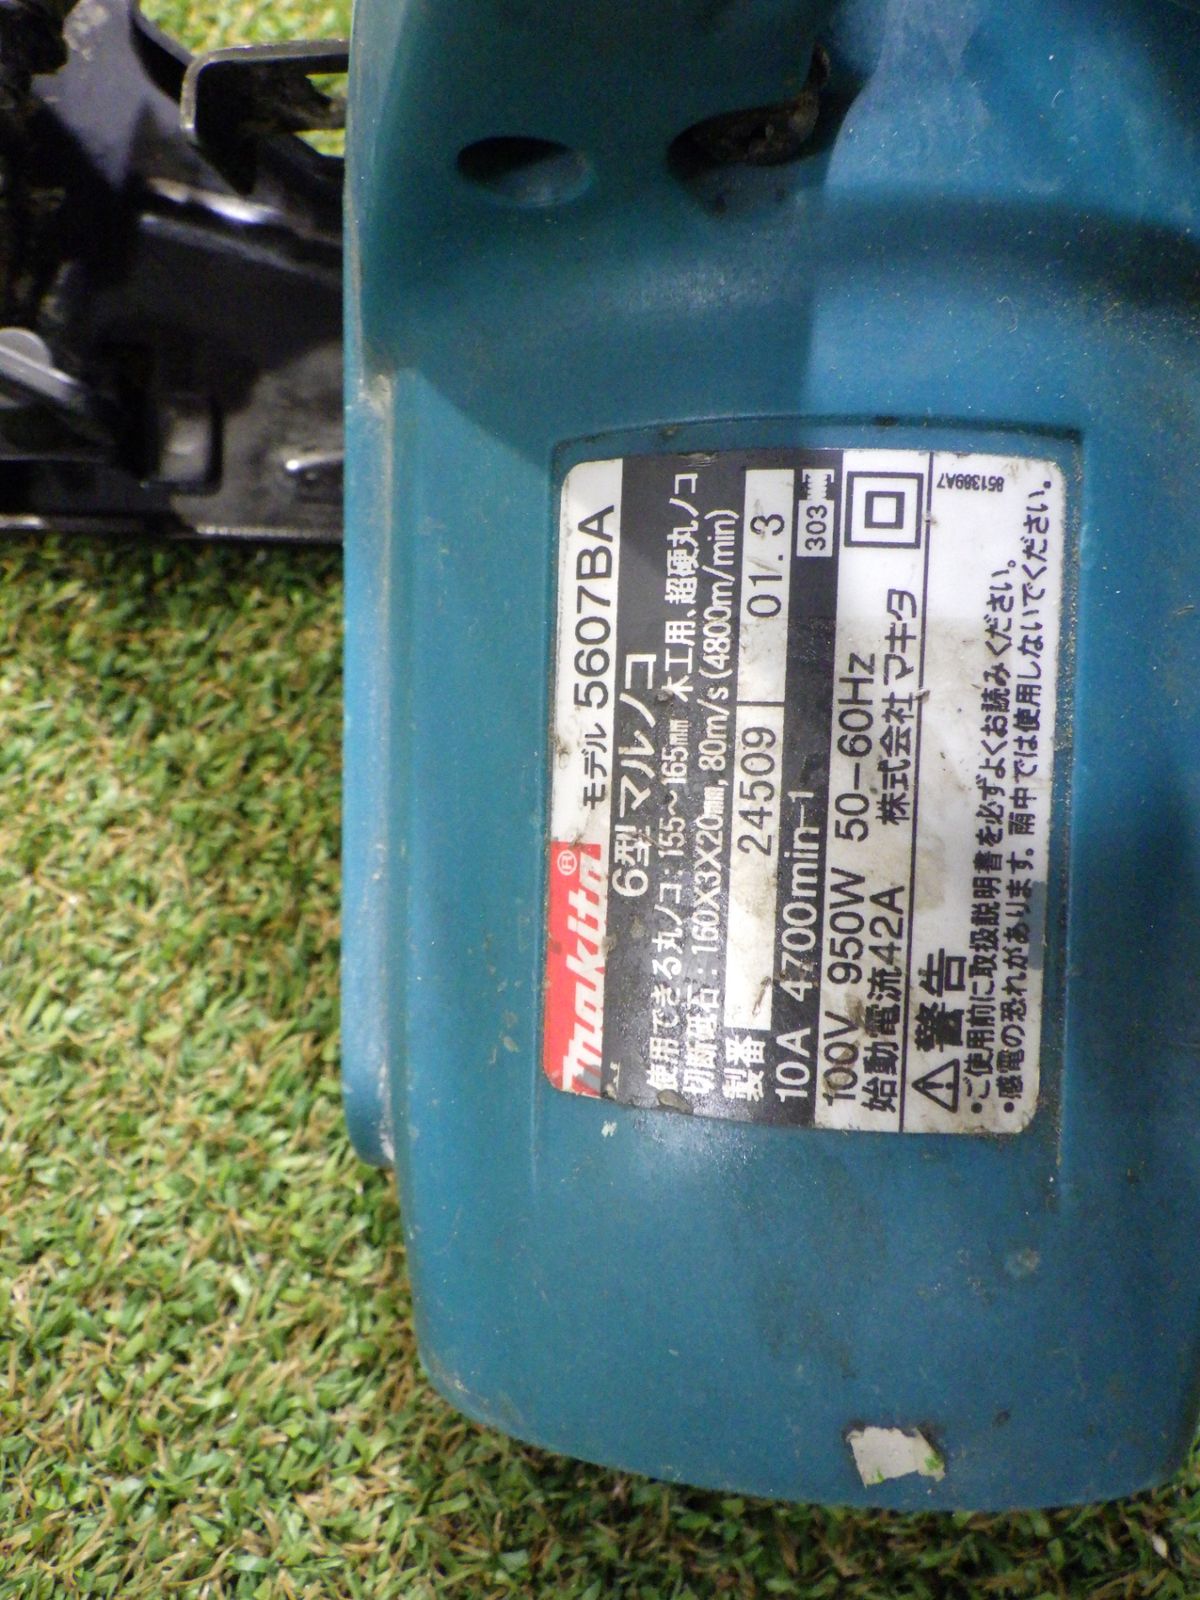 makita® モデル 5607BA
6型マルノコ
使用できる丸ノコ:155~165㎜ 木工用、超硬丸ノコ
切断砥石:160X3X20㎜, 80m/s(4800m/min)
製番 24509 01.3
10A 4700min⁻¹ 303
100V 950W 50-60Hz
始動電流42A 株式会社マキタ
警告 851389A7
•ご使用前に取扱説明書を必ずよくお読みください。
•感電の恐れがあります。雨中では使用しないでください。